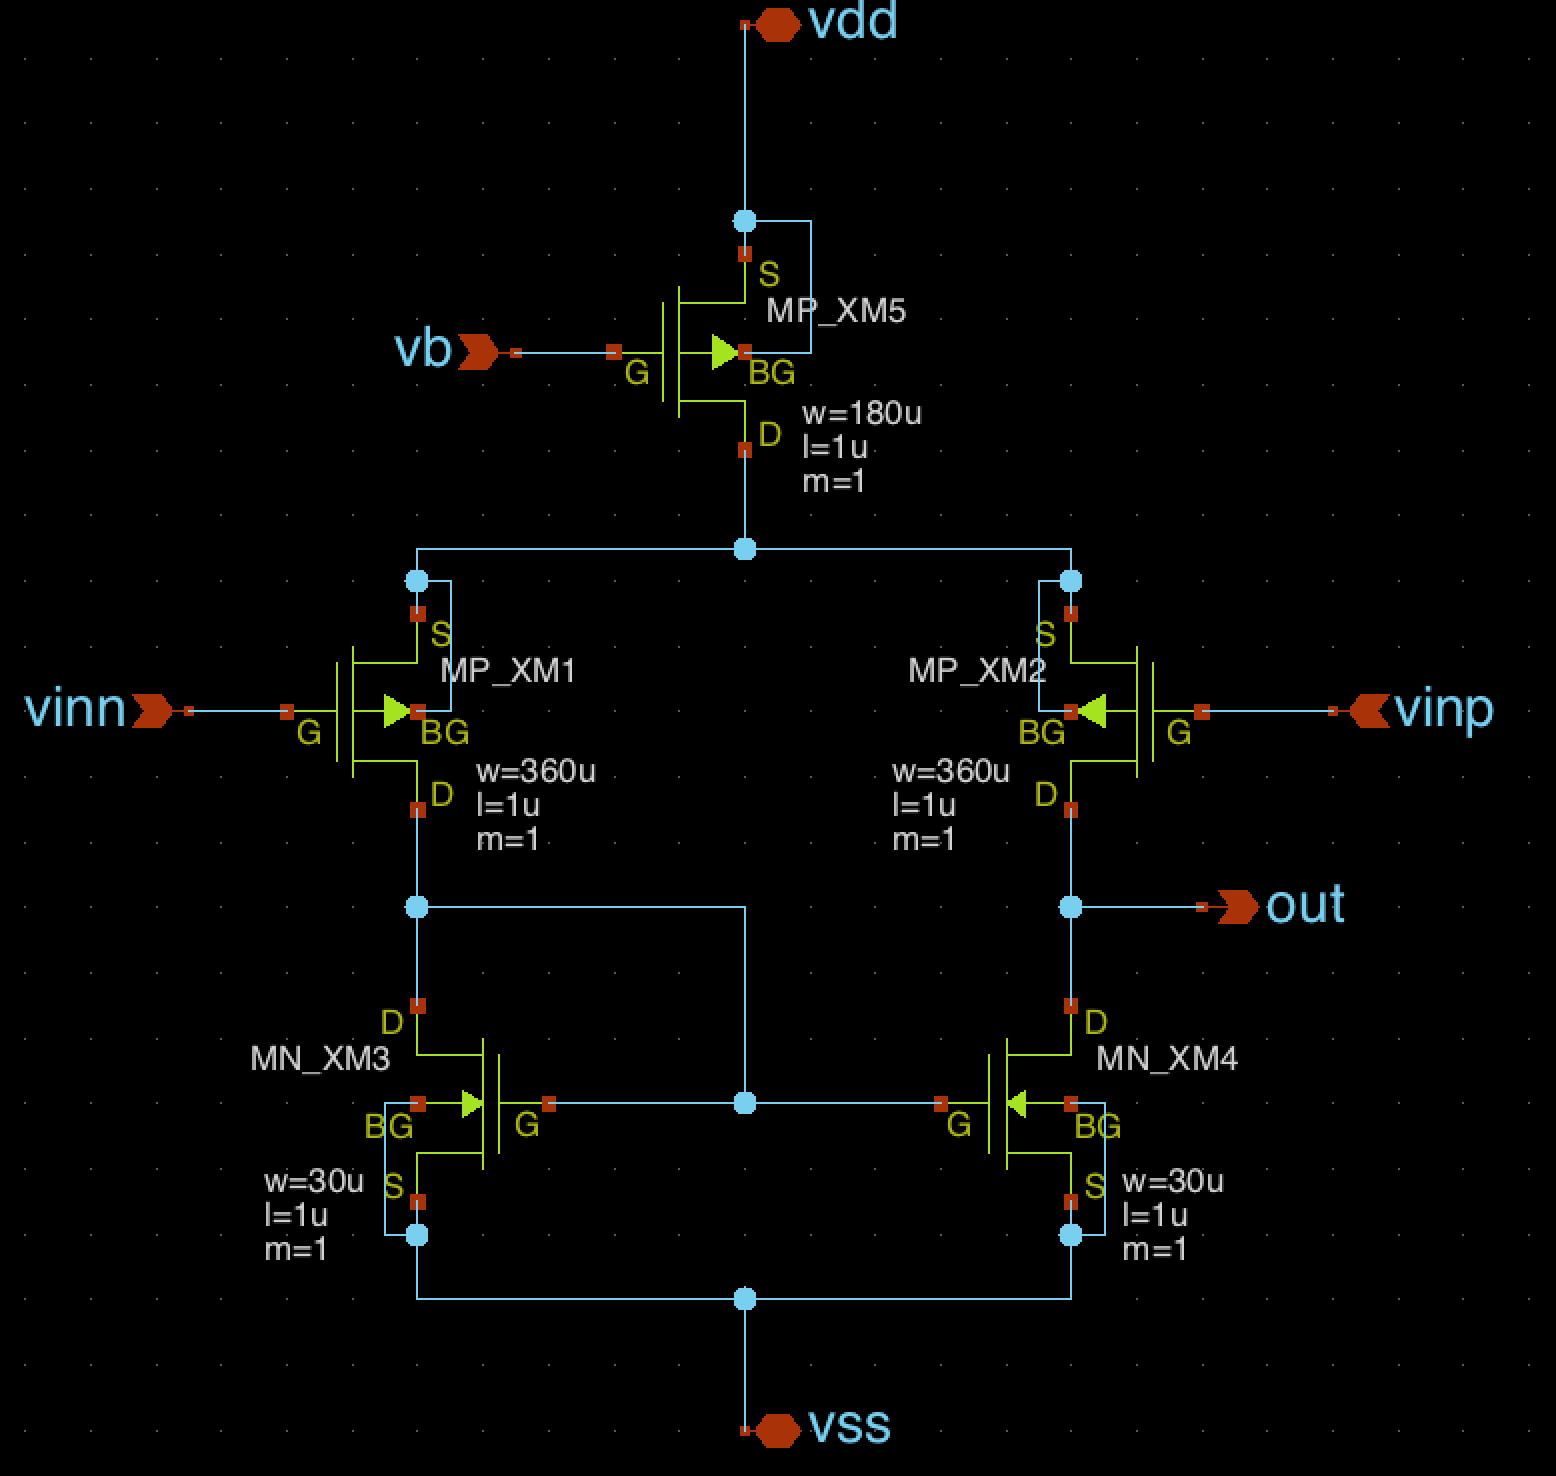 vdd
S
MP_XM5
vb
G
BG
w=180u
D
l=1u
m=1
S
MP_XM1
S
MP_XM2
vinn
G
BG
BG
G
vinp
w=360u
D
l=1u
m=1
w=360u
D
l=1u
m=1
out
D
MN_XM3
D
MN_XM4
BG
G
G
BG
w=30u
S
l=1u
m=1
S
w=30u
l=1u
m=1
vss